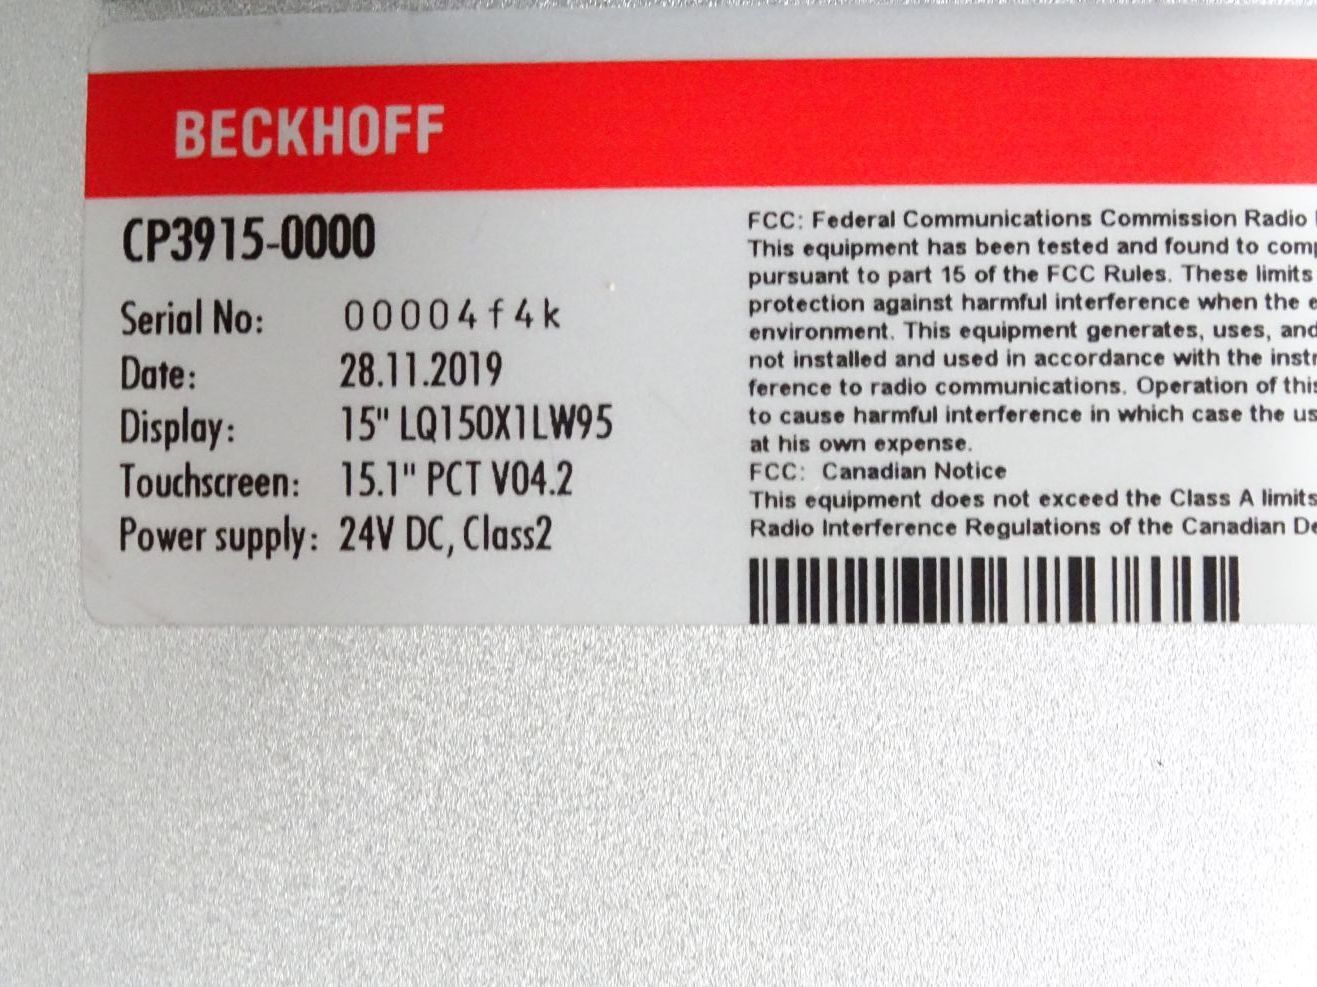 BECKHOFF
CP3915-0000
Serial No: 00004f4k
Date: 28.11.2019
Display: 15" LQ150X1LW95
Touchscreen: 15.1" PCT V04.2
Power supply: 24V DC, Class2
FCC: Federal Communications Commission Radio
This equipment has been tested and found to
pursuant to part 15 of the FCC Rules. These limits
protection against harmful interference when the
environment. This equipment generates, uses, and
not installed and used in accordance with the
ference to radio communications. Operation of
to cause harmful interference in which case the
at his own expense.
FCC: Canadian Notice
This equipment does not exceed the Class A limits
Radio Interference Regulations of the Canadian